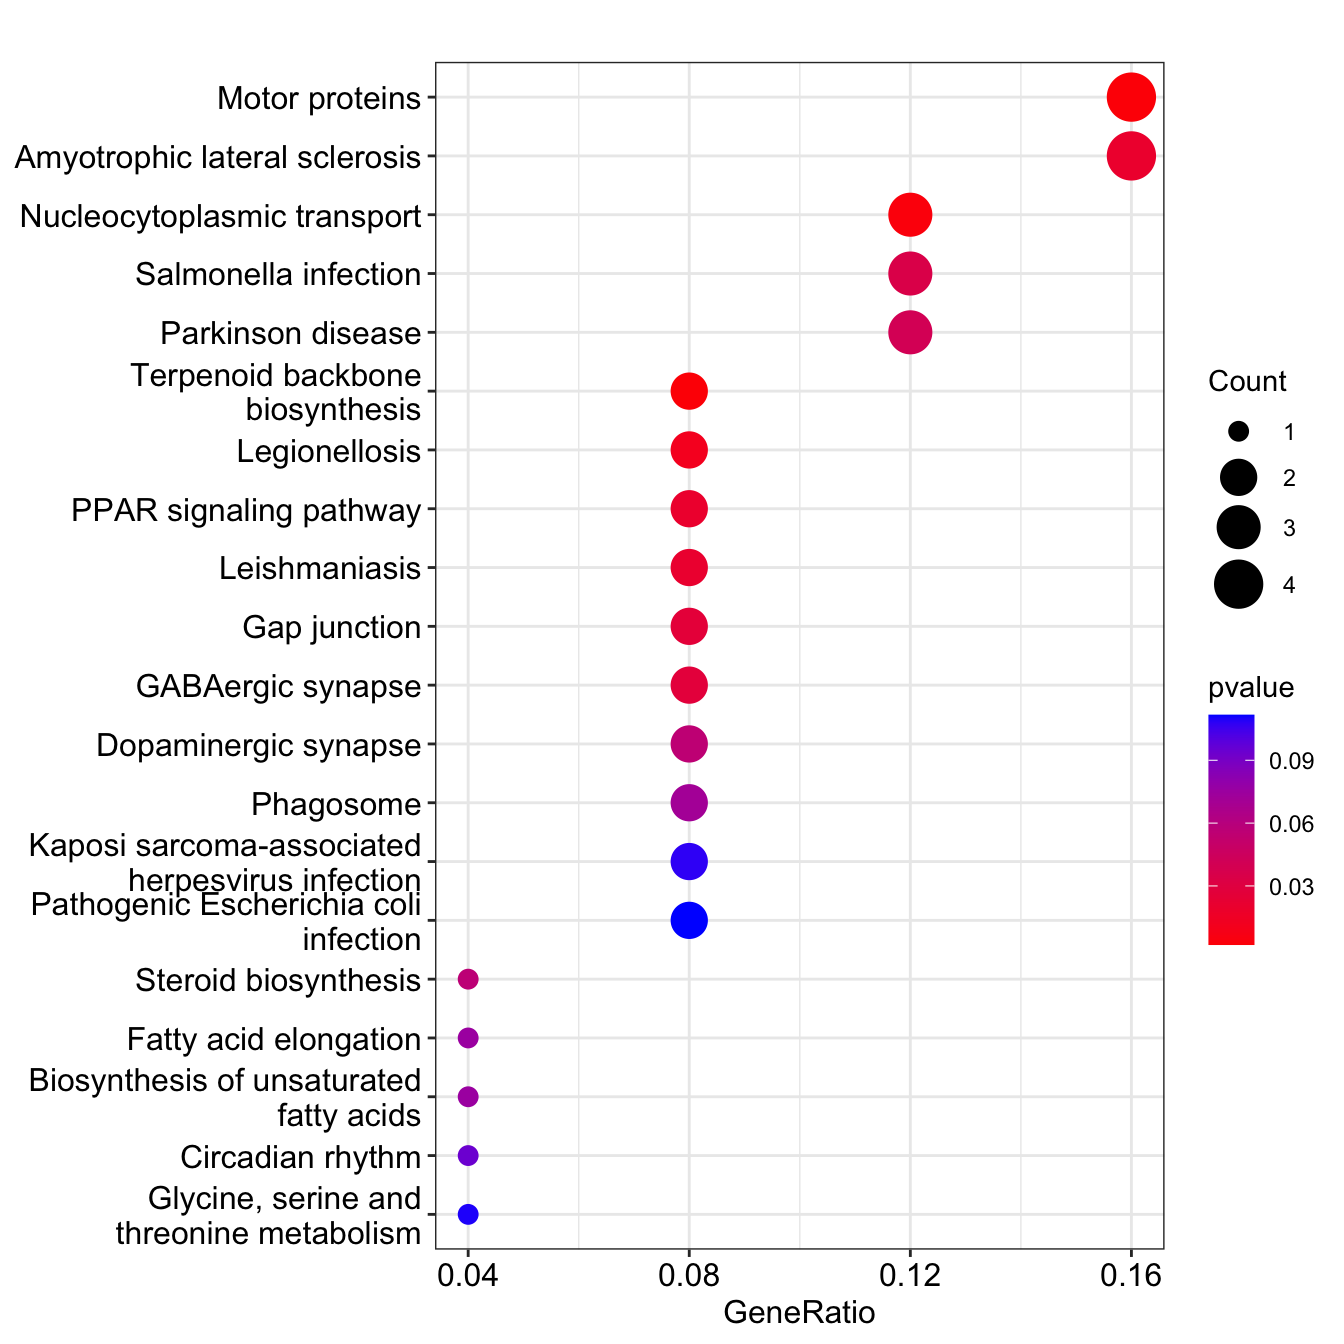 Motor proteins
Amyotrophic lateral sclerosis
Nucleocytoplasmic transport
Salmonella infection
Parkinson disease
Terpenoid backbone
biosynthesis
Legionellosis
PPAR signaling pathway
Leishmaniasis
Gap junction
GABAergic synapse
Dopaminergic synapse
Phagosome
Kaposi sarcoma-associated
herpesvirus infection
Pathogenic Escherichia coli
infection
Steroid biosynthesis
Fatty acid elongation
Biosynthesis of unsaturated
fatty acids
Circadian rhythm
Glycine, serine and
threonine metabolism
0.04 0.08 0.12 0.16
GeneRatio
Count
1
2
3
4
pvalue
0.09
0.06
0.03